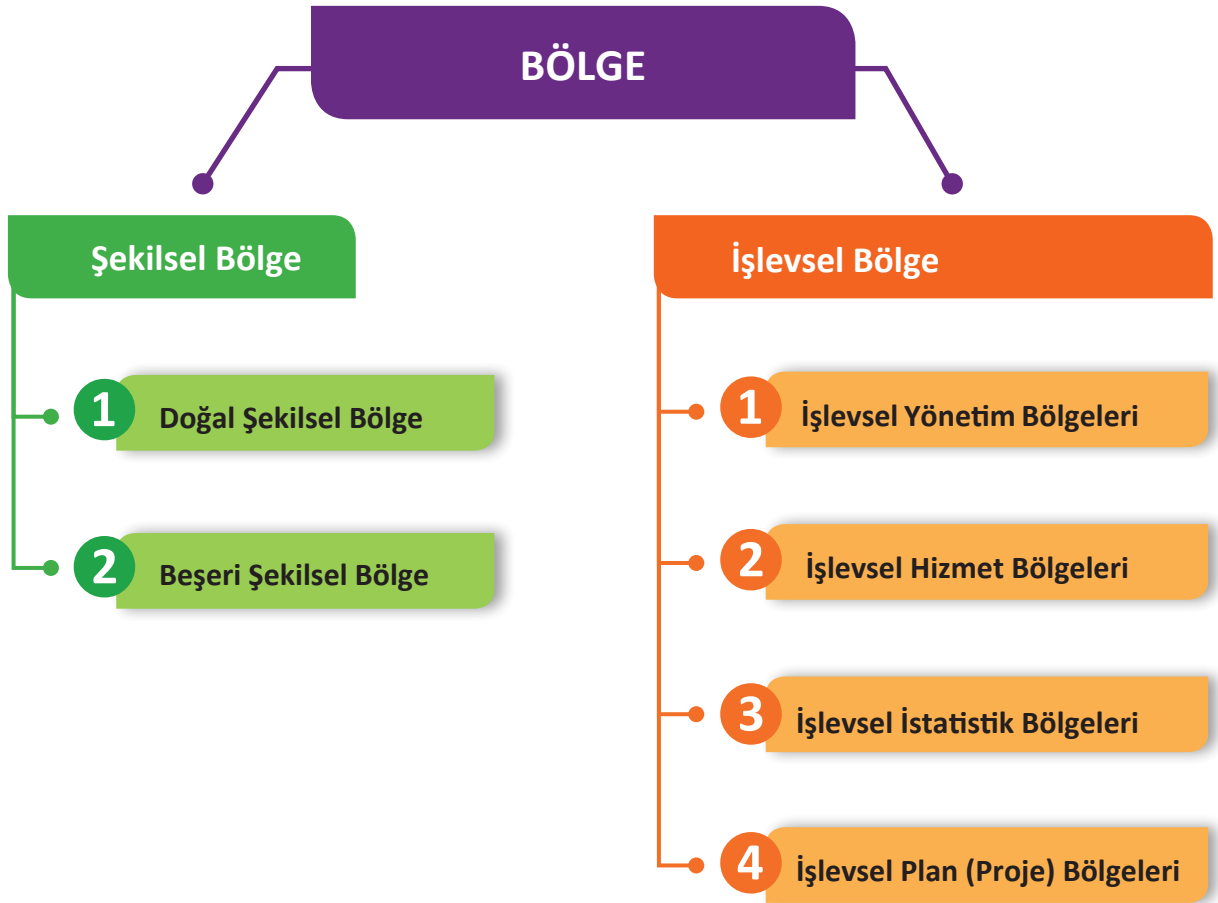 BÖLGE
Şekilsel Bölge
1 Doğal Şekilsel Bölge
2 Beşeri Şekilsel Bölge
İşlevsel Bölge
1 İşlevsel Yönetim Bölgeleri
2 İşlevsel Hizmet Bölgeleri
3 İşlevsel İstatistik Bölgeleri
4 İşlevsel Plan (Proje) Bölgeleri